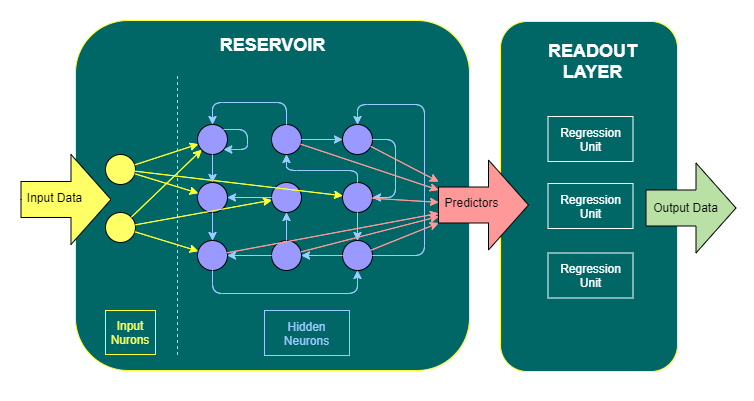 RESERVOIR
READOUT
LAYER
Input Data
Predictors
Regression
Unit
Regression
Unit
Regression
Unit
Output Data
Input
Nurons
Hidden
Neurons